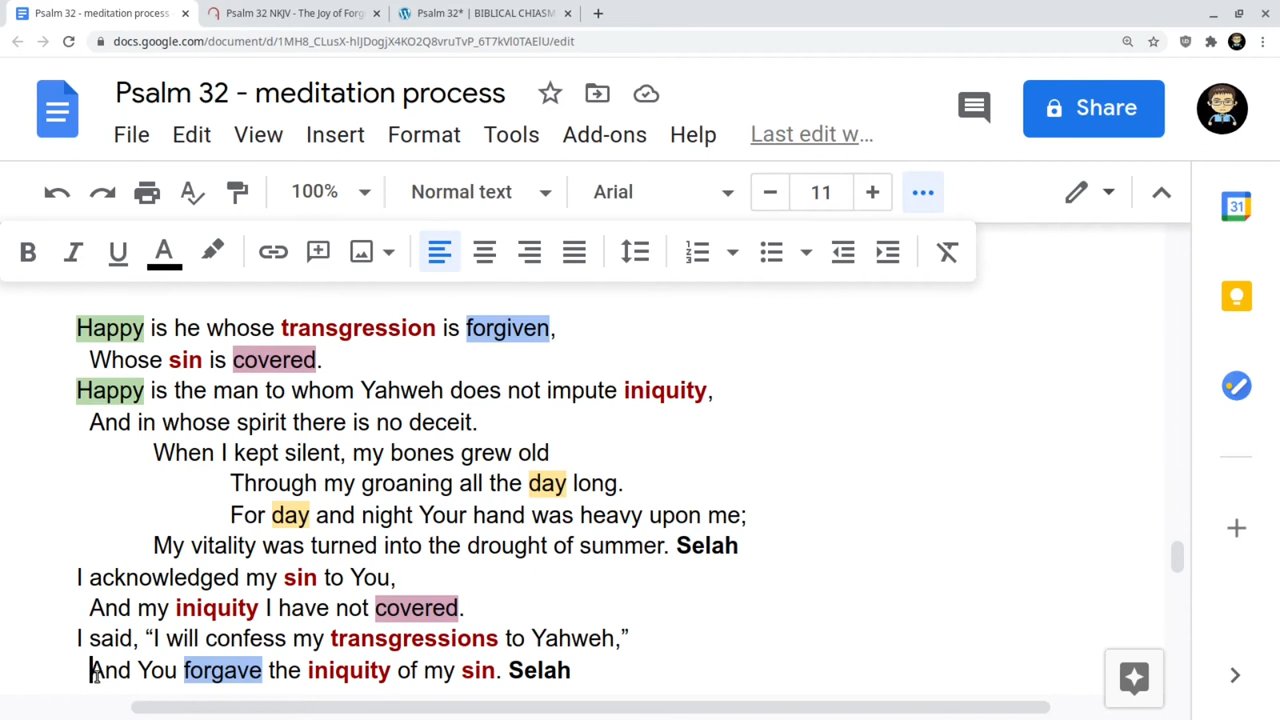 Psalm 32 - meditation process
Psalm 32 NKJV - The Joy of Forg
Psalm 32* | BIBLICAL CHIASM
docs.google.com/document/d/1MH8_CLusX-hlJDogjX4KO2Q8vruTvP_6T7kVl0TAElU/edit
Psalm 32 - meditation process
Share
File Edit View Insert Format Tools Add-ons Help Last edit w…
100% Normal text Arial 11
31
Happy is he whose transgression is forgiven,
Whose sin is covered.
Happy is the man to whom Yahweh does not impute iniquity,
And in whose spirit there is no deceit.
When I kept silent, my bones grew old
Through my groaning all the day long.
For day and night Your hand was heavy upon me;
My vitality was turned into the drought of summer. Selah
I acknowledged my sin to You,
And my iniquity I have not covered.
I said, “I will confess my transgressions to Yahweh,”
And You forgave the iniquity of my sin. Selah